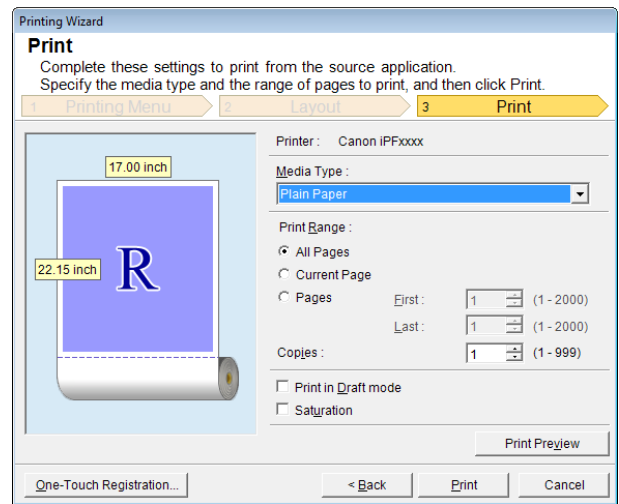 Printing Wizard
Print
Complete these settings to print from the source application.
Specify the media type and the range of pages to print, and then click Print.
1 Printing Menu 2 Layout 3 Print
17.00 inch
22.15 inch
R
Printer : Canon iPFxxxx
Media Type :
Plain Paper
Print Range :
All Pages
Current Page
Pages First : 1 (1 - 2000)
Last : 1 (1 - 2000)
Copies : 1 (1 - 999)
Print in Draft mode
Saturation
Print Preview
One-Touch Registration... < Back Print Cancel